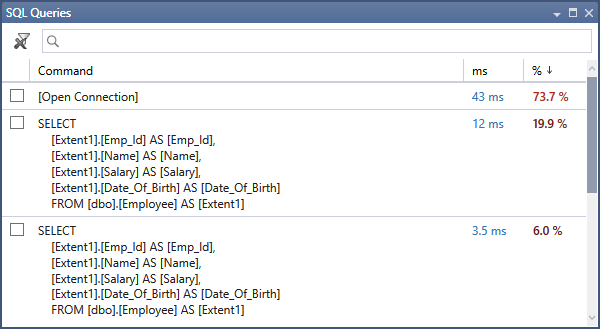 SQL Queries
Command ms % ↓
[Open Connection] 43 ms 73.7 %
SELECT 12 ms 19.9 %
[Extent1].[Emp_Id] AS [Emp_Id],
[Extent1].[Name] AS [Name],
[Extent1].[Salary] AS [Salary],
[Extent1].[Date_Of_Birth] AS [Date_Of_Birth]
FROM [dbo].[Employee] AS [Extent1]
SELECT 3.5 ms 6.0 %
[Extent1].[Emp_Id] AS [Emp_Id],
[Extent1].[Name] AS [Name],
[Extent1].[Salary] AS [Salary],
[Extent1].[Date_Of_Birth] AS [Date_Of_Birth]
FROM [dbo].[Employee] AS [Extent1]